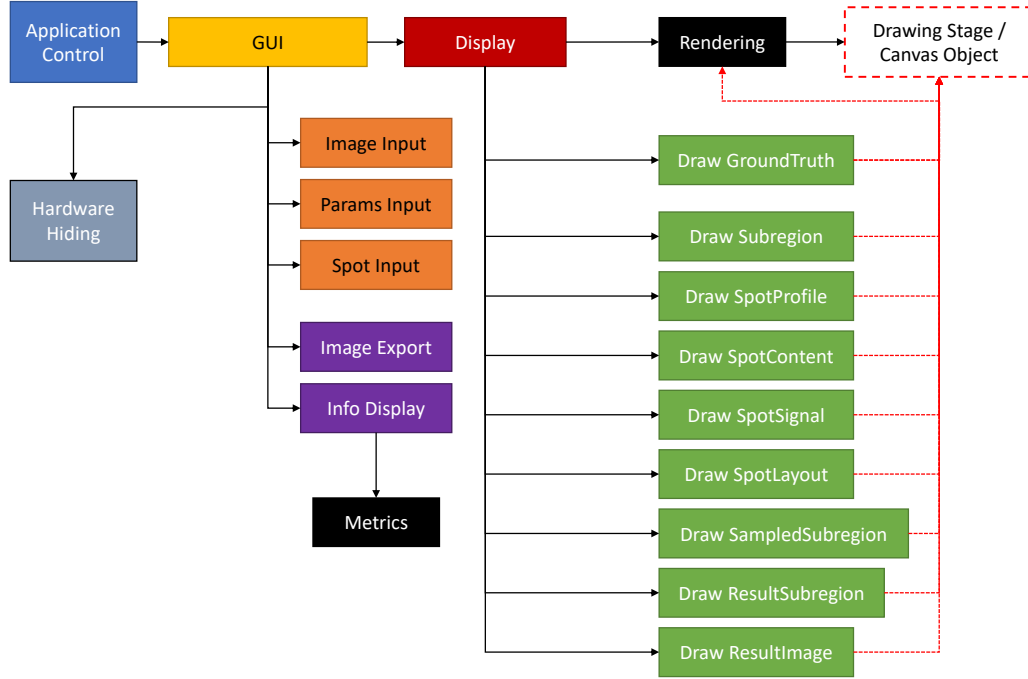 Application
Control
GUI
Display
Rendering
Drawing Stage /
Canvas Object
Hardware
Hiding
Image Input
Params Input
Spot Input
Image Export
Info Display
Metrics
Draw GroundTruth
Draw Subregion
Draw SpotProfile
Draw SpotContent
Draw SpotSignal
Draw SpotLayout
Draw SampledSubregion
Draw ResultSubregion
Draw ResultImage